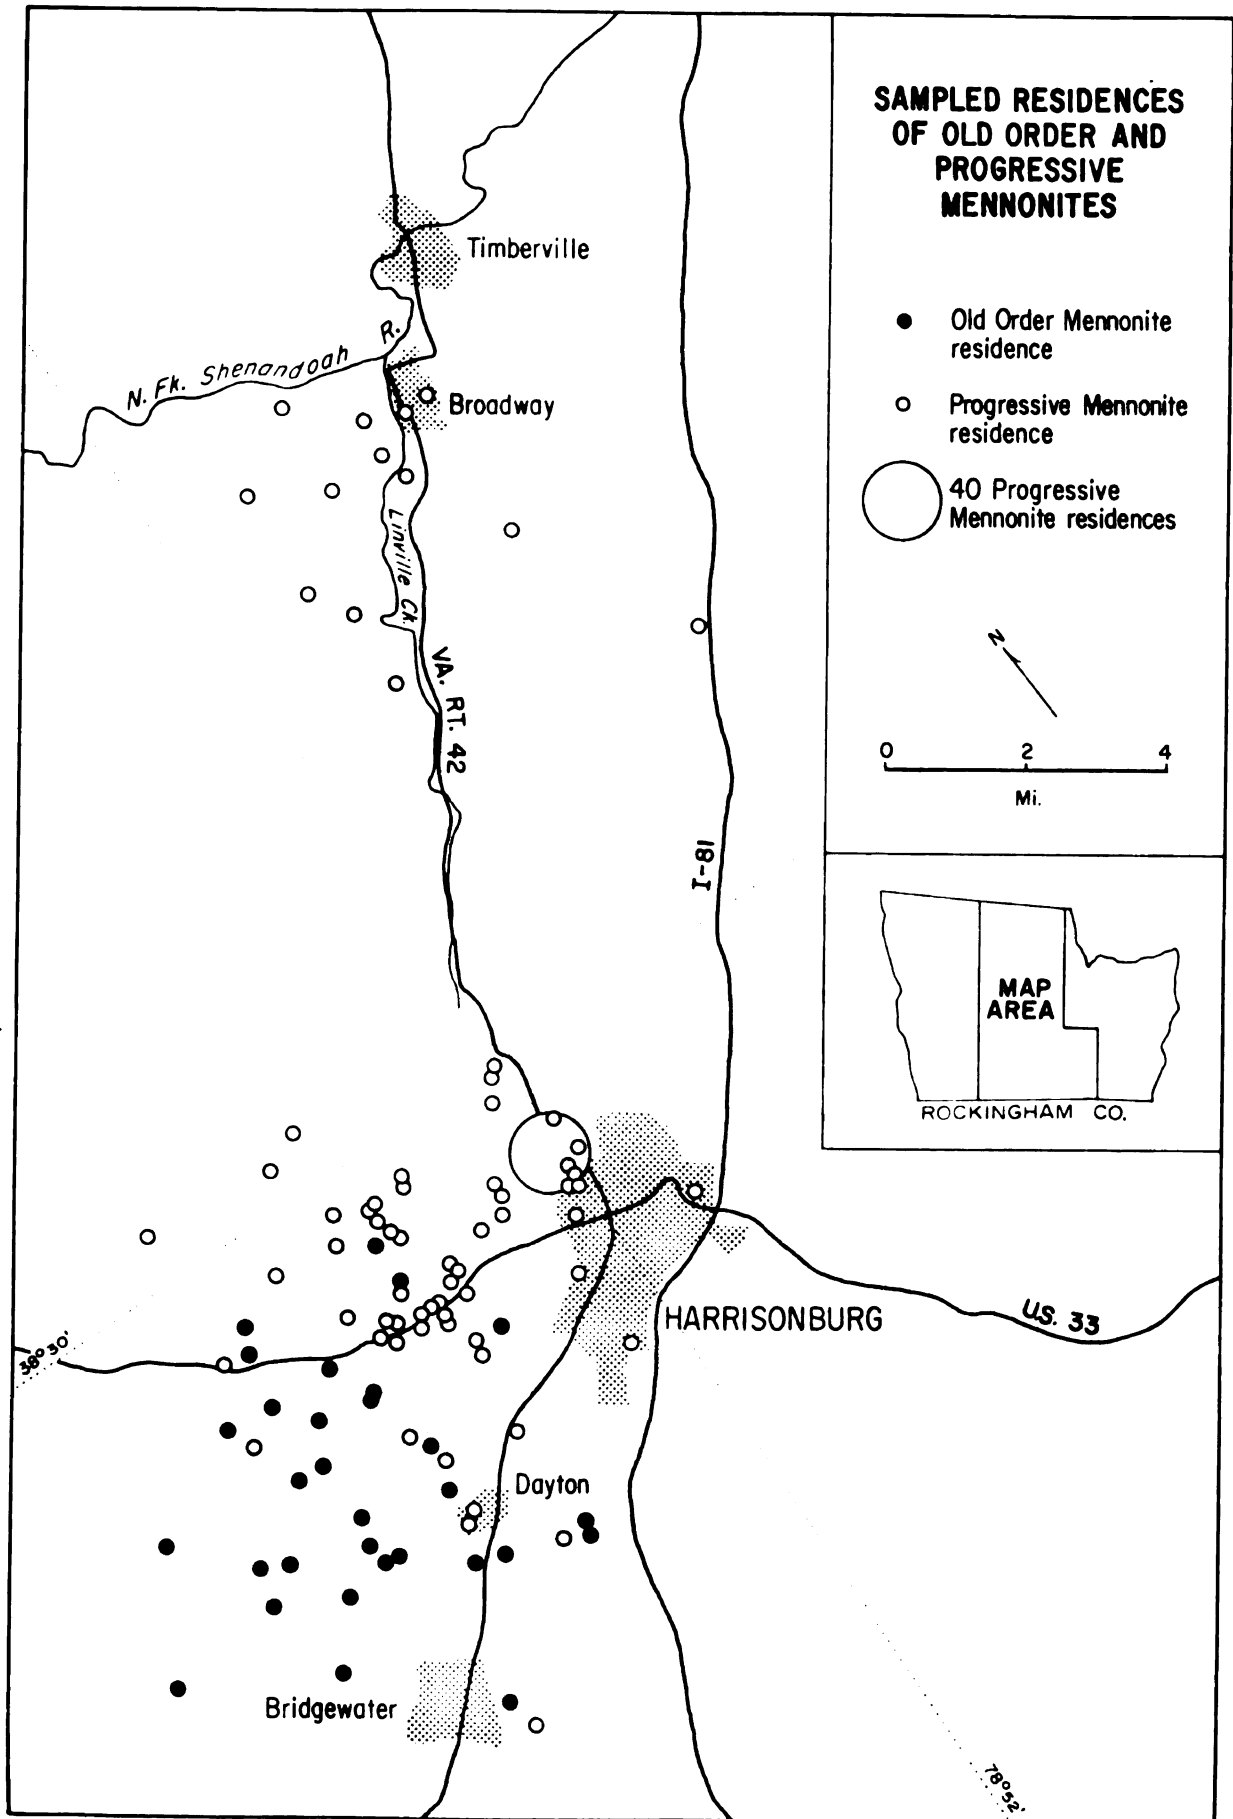 SAMPLED RESIDENCES
OF OLD ORDER AND
PROGRESSIVE
MENNONITES
Old Order Mennonite
residence
Progressive Mennonite
residence
40 Progressive
Mennonite residences
N
0 2 4
Mi.
MAP
AREA
ROCKINGHAM CO.
Timberville
N. Fk. Shenandoah R.
Broadway
Linville Ck.
VA. RT. 42
I-81
HARRISONBURG
U.S. 33
38°30'
Dayton
Bridgewater
78°52'